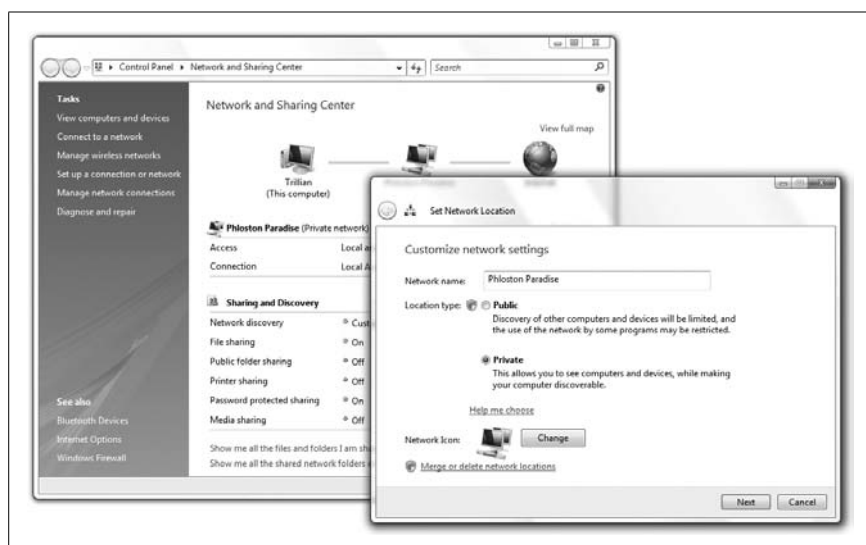 Control Panel Network and Sharing Center
Search
Tasks
View computers and devices
Connect to a network
Manage wireless networks
Set up a connection or network
Manage network connections
Diagnose and repair
See also
Bluetooth Devices
Internet Options
Windows Firewall
Network and Sharing Center
View full map
Trillian
(This computer)
Internet
Phloston Paradise (Private network)
Access Local
Connection Local
Sharing and Discovery
Network discovery Cust
File sharing On
Public folder sharing Off
Printer sharing Off
Password protected sharing On
Media sharing Off
Show me all the files and folders I am
Show me all the shared network folders
Set Network Location
Customize network settings
Network name: Phloston Paradise
Location type: Public
Discovery of other computers and devices will be limited, and
the use of the network by some programs may be restricted.
Private
This allows you to see computers and devices, while making
your computer discoverable.
Help me choose
Network Icon: Change
Merge or delete network locations
Next Cancel